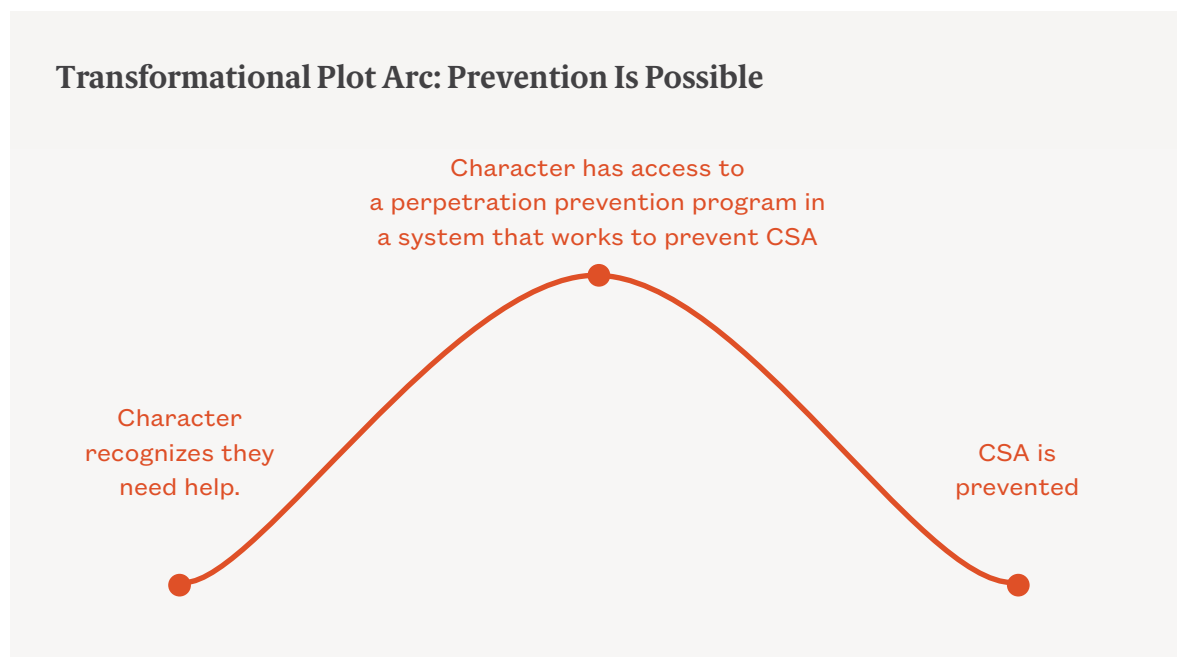 Transformational Plot Arc: Prevention Is Possible
Character has access to
a perpetration prevention program in
a system that works to prevent CSA
Character
recognizes they
need help.
CSA is
prevented